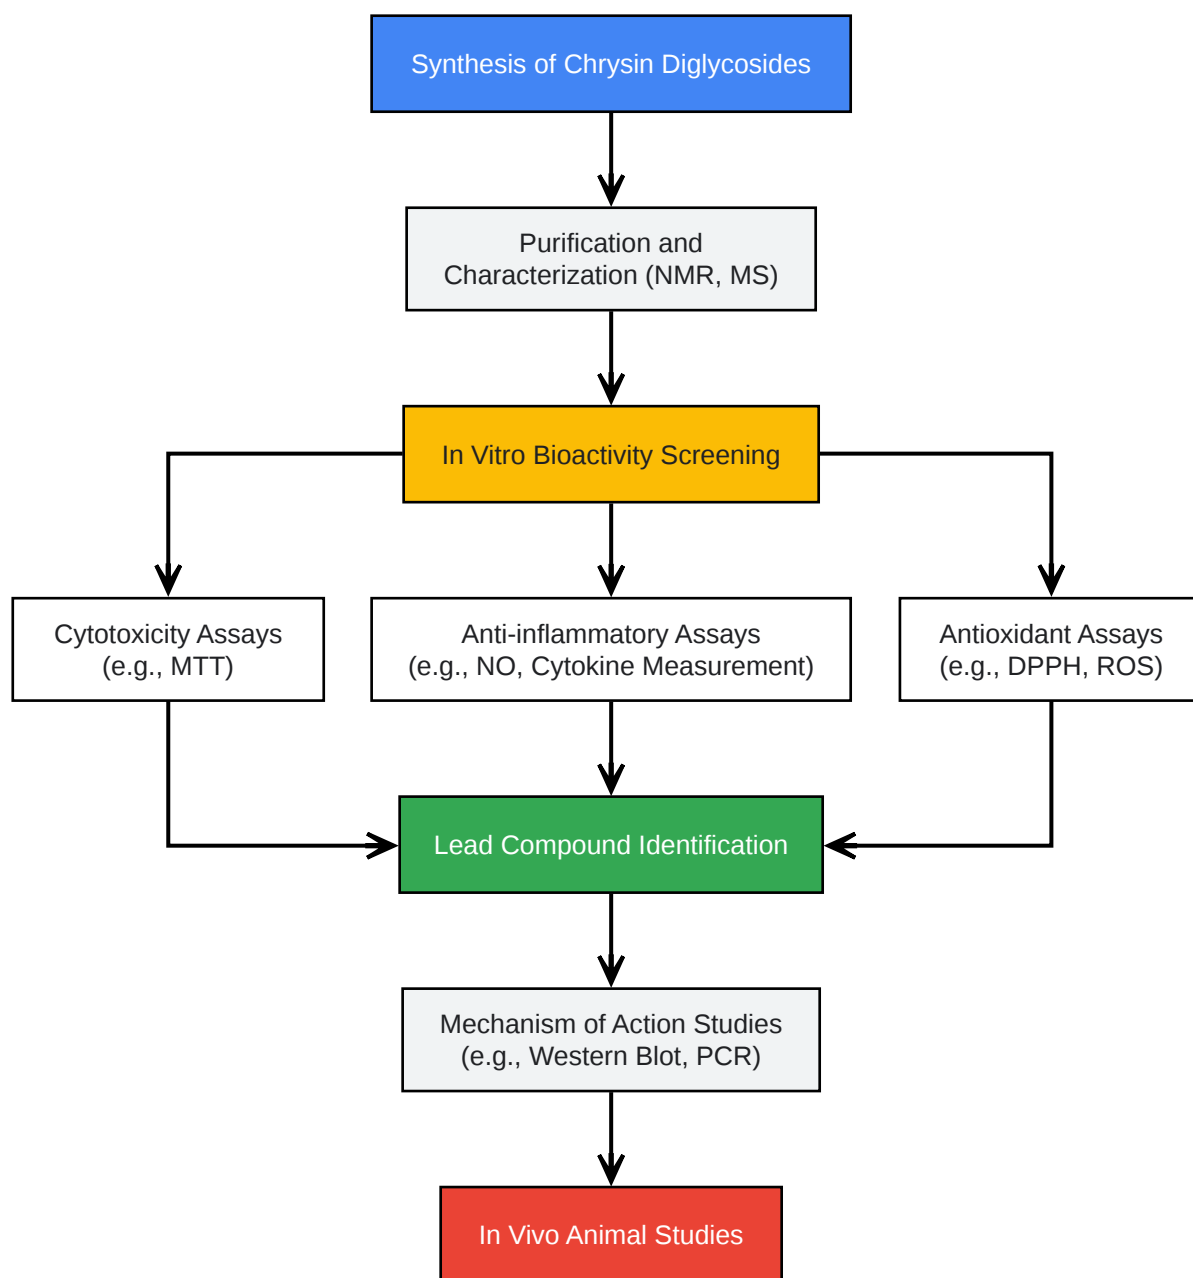 Synthesis of Chrysin Diglycosides
Purification and
Characterization (NMR, MS)
In Vitro Bioactivity Screening
Cytotoxicity Assays
(e.g., MTT)
Anti-inflammatory Assays
(e.g., NO, Cytokine Measurement)
Antioxidant Assays
(e.g., DPPH, ROS)
Lead Compound Identification
Mechanism of Action Studies
(e.g., Western Blot, PCR)
In Vivo Animal Studies